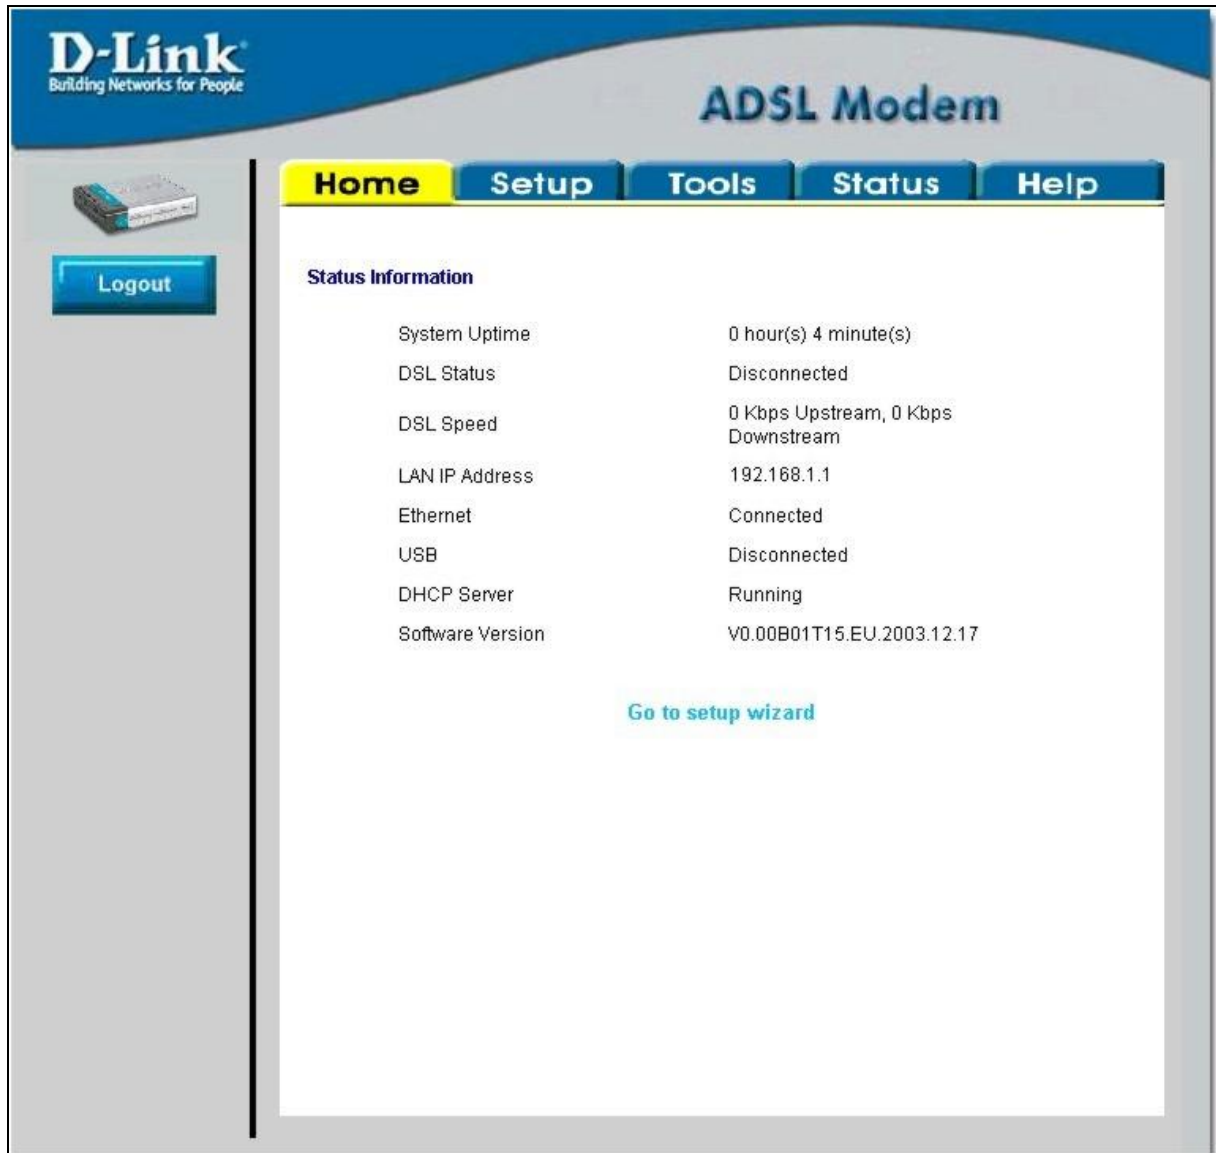 D-Link
Building Networks for People
ADSL Modem
Home Setup Tools Status Help
Logout
Status Information
System Uptime 0 hour(s) 4 minute(s)
DSL Status Disconnected
DSL Speed 0 Kbps Upstream, 0 Kbps
Downstream
LAN IP Address 192.168.1.1
Ethernet Connected
USB Disconnected
DHCP Server Running
Software Version V0.00B01T15.EU.2003.12.17
Go to setup wizard